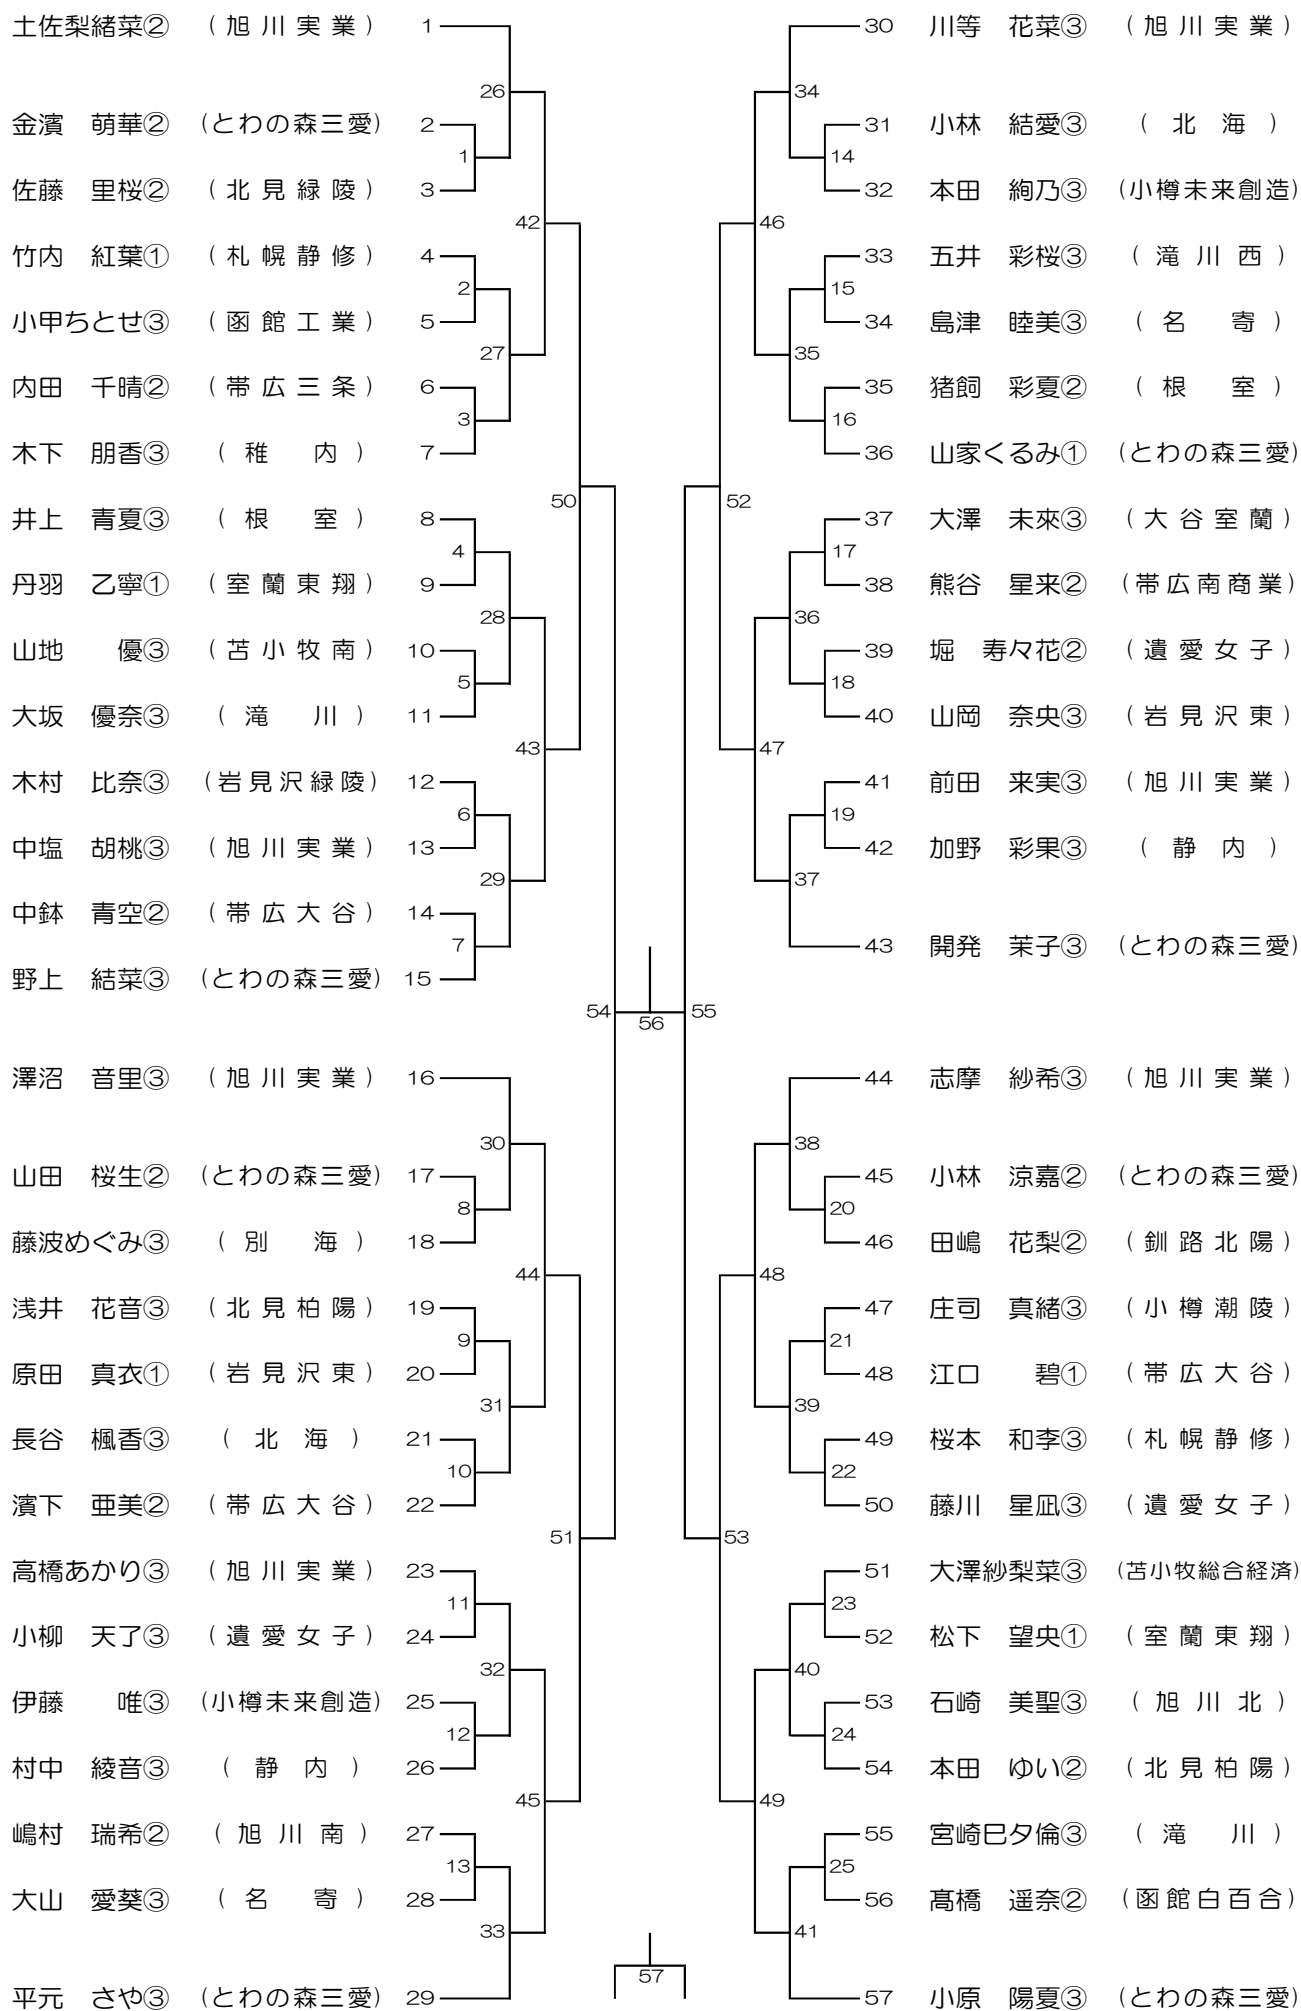 土佐梨緒菜② （旭川実業） 1
金濱　萌華② （とわの森三愛） 2
佐藤　里桜② （北見緑陵） 3
竹内　紅葉① （札幌静修） 4
小甲ちとせ③ （函館工業） 5
内田　千晴② （帯広三条） 6
木下　朋香③ （稚内） 7
井上　青夏③ （根室） 8
丹羽　乙寧① （室蘭東翔） 9
山地　優③ （苫小牧南） 10
大坂　優奈③ （滝川） 11
木村　比奈③ （岩見沢緑陵） 12
中塩　胡桃③ （旭川実業） 13
中鉢　青空② （帯広大谷） 14
野上　結菜③ （とわの森三愛） 15
澤沼　音里③ （旭川実業） 16
山田　桜生② （とわの森三愛） 17
藤波めぐみ③ （別海） 18
浅井　花音③ （北見柏陽） 19
原田　真衣① （岩見沢東） 20
長谷　楓香③ （北海） 21
濱下　亜美② （帯広大谷） 22
高橋あかり③ （旭川実業） 23
小柳　天了③ （遺愛女子） 24
伊藤　唯③ （小樽未来創造） 25
村中　綾音③ （静内） 26
嶋村　瑞希② （旭川南） 27
大山　愛葵③ （名寄） 28
平元　さや③ （とわの森三愛） 29
26
1
42
2
27
3
50
4
28
5
43
6
29
7
54
30
8
44
9
31
10
51
11
32
12
45
13
33
56
57
34
14
46
15
35
16
52
17
36
18
47
19
37
55
38
20
48
21
39
22
53
23
40
24
49
25
41
30 川等　花菜③ （旭川実業）
31 小林　結愛③ （北海）
32 本田　絢乃③ （小樽未来創造）
33 五井　彩桜③ （滝川西）
34 島津　睦美③ （名寄）
35 猪飼　彩夏② （根室）
36 山家くるみ① （とわの森三愛）
37 大澤　未來③ （大谷室蘭）
38 熊谷　星来② （帯広南商業）
39 堀　寿々花② （遺愛女子）
40 山岡　奈央③ （岩見沢東）
41 前田　来実③ （旭川実業）
42 加野　彩果③ （静内）
43 開発　茉子③ （とわの森三愛）
44 志摩　紗希③ （旭川実業）
45 小林　涼嘉② （とわの森三愛）
46 田嶋　花梨② （釧路北陽）
47 庄司　真緒③ （小樽潮陵）
48 江口　碧① （帯広大谷）
49 桜本　和李③ （札幌静修）
50 藤川　星凪③ （遺愛女子）
51 大澤紗梨菜③ （苫小牧総合経済）
52 松下　望央① （室蘭東翔）
53 石崎　美聖③ （旭川北）
54 本田　ゆい② （北見柏陽）
55 宮崎巳夕倫③ （滝川）
56 髙橋　遥奈② （函館白百合）
57 小原　陽夏③ （とわの森三愛）